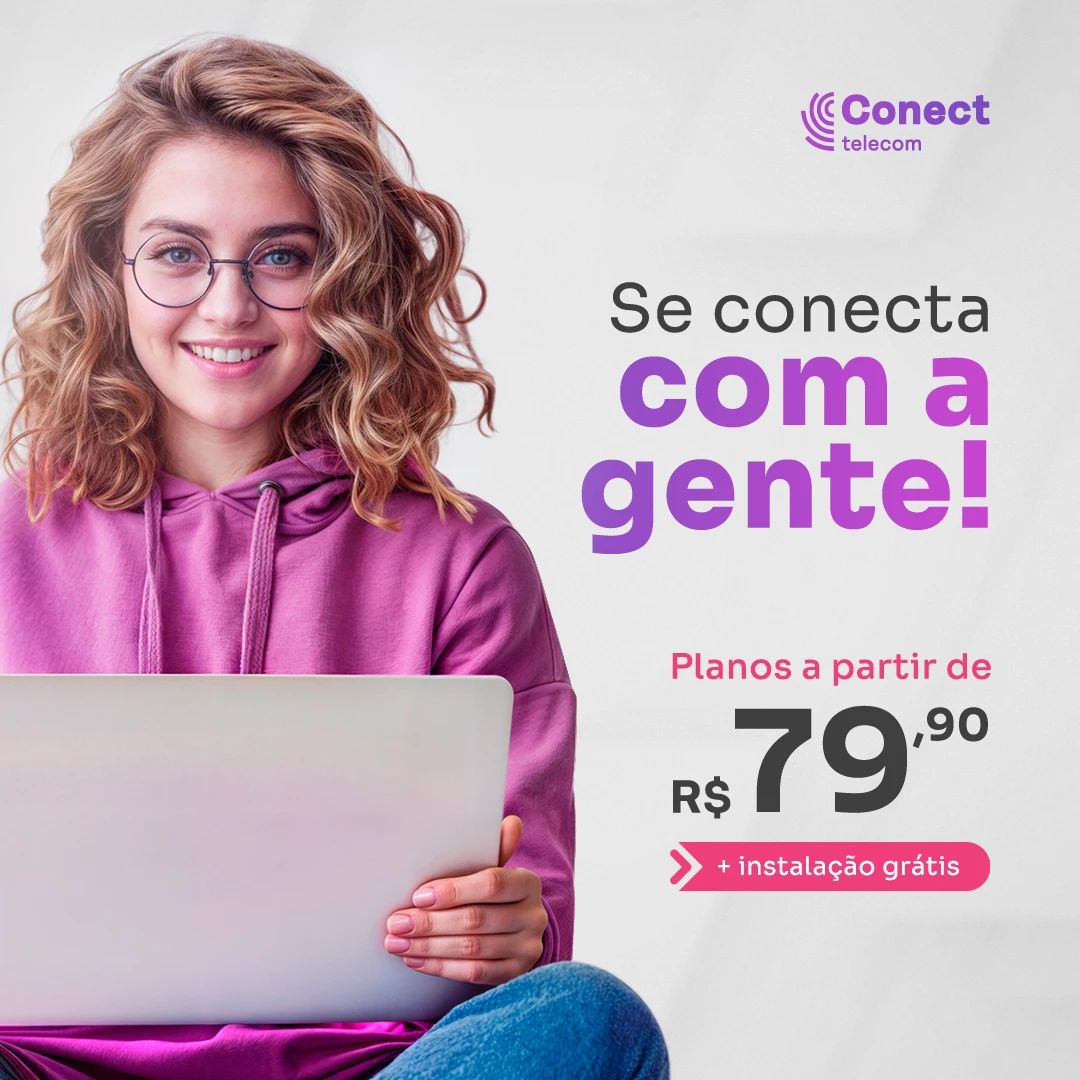 Conect
telecom
Se conecta
com a
gente!
Planos a partir de
R$ 79,90
+ instalação grátis